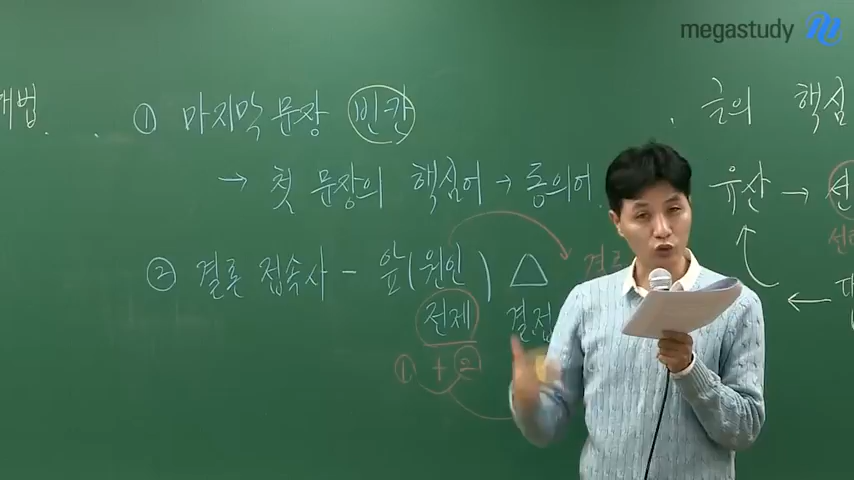 megastudy
개법.
① 마지막 문장 빈칸
→ 첫 문장의 핵심어 → 동의어.
② 결론 접속사 - 앞(원인) △
전제 결접
① + ②
. 글의 핵심
유산 →
←